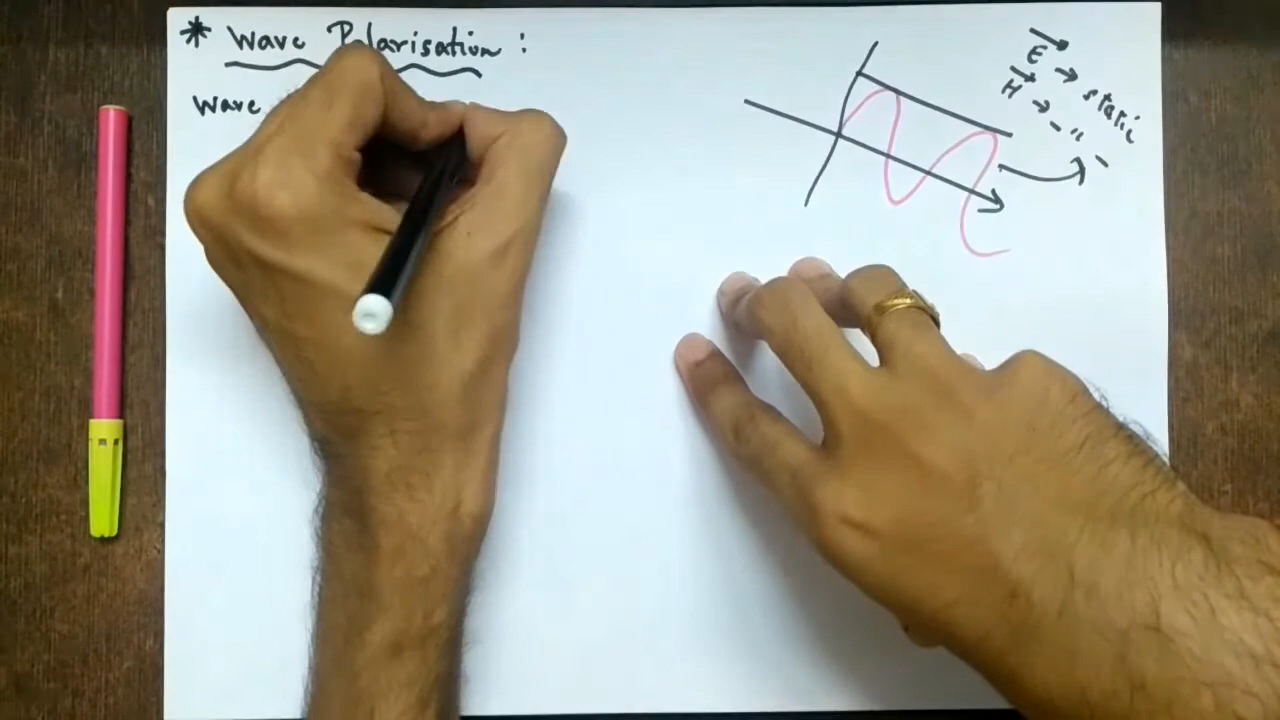 * Wave Polarisation :
Wave
E → static
H → - " -